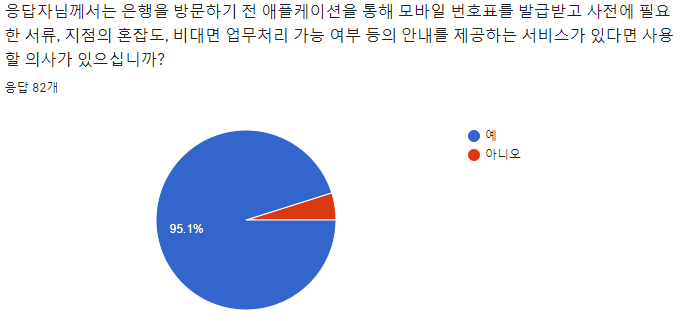 응답자님께서는 은행을 방문하기 전 애플케이션을 통해 모바일 번호표를 발급받고 사전에 필요
한 서류, 지점의 혼잡도, 비대면 업무처리 가능 여부 등의 안내를 제공하는 서비스가 있다면 사용
할 의사가 있으십니까?
응답 82개
예
아니오
95.1%